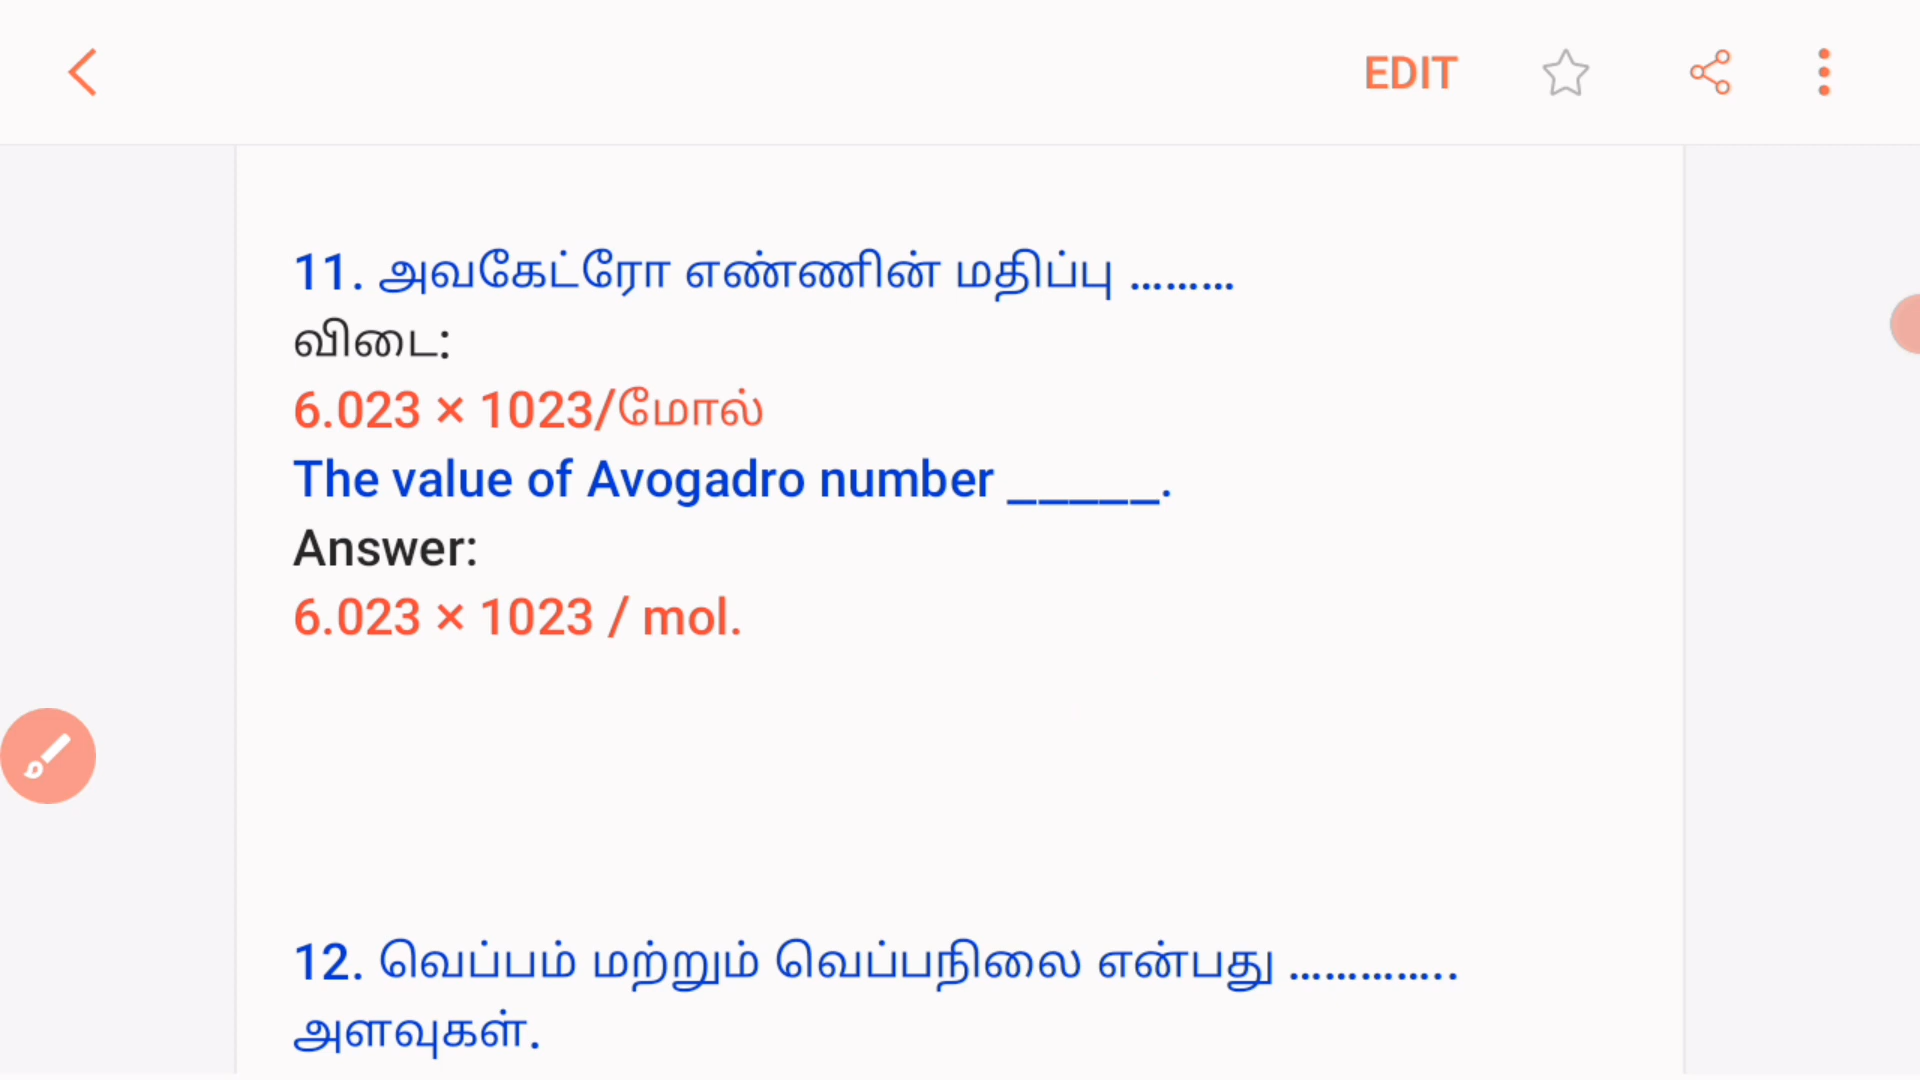 EDIT
11. அவகேட்ரோ எண்ணின் மதிப்பு .........
விடை:
6.023 × 1023/மோல்
The value of Avogadro number _____.
Answer:
6.023 × 1023 / mol.
12. வெப்பம் மற்றும் வெப்பநிலை என்பது ..............
அளவுகள்.